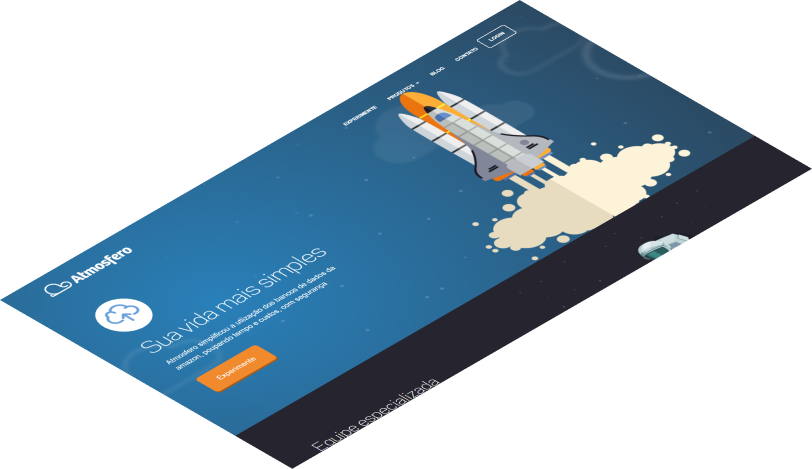 Atmosfero
EXPERIMENTE
PRODUTOS
BLOG
CONTATO
LOGIN
Sua vida mais simples
Atmosfero simplificou a utilização dos bancos de dados da
amazon, poupando tempo e custos, com segurança
Experimente
Equipe especializada